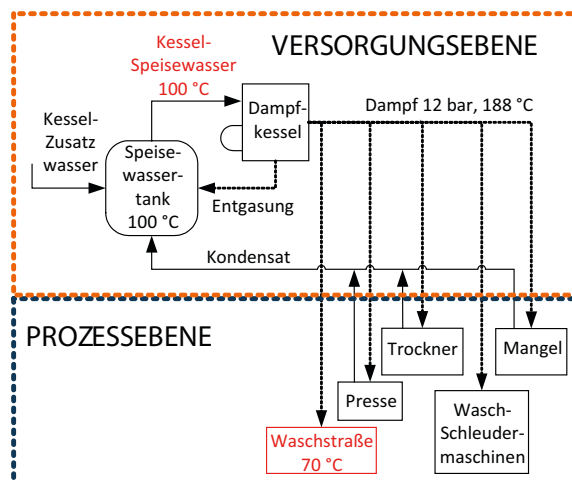 VERSORGUNGSEBENE
Kessel-
Speisewasser
100 °C
Dampf-
kessel
Dampf 12 bar, 188 °C
Kessel-
Zusatz
wasser
Speise-
wasser-
tank
100 °C
Entgasung
Kondensat
PROZESSEBENE
Trockner
Mangel
Presse
Wasch-
Schleuder-
maschinen
Waschstraße
70 °C